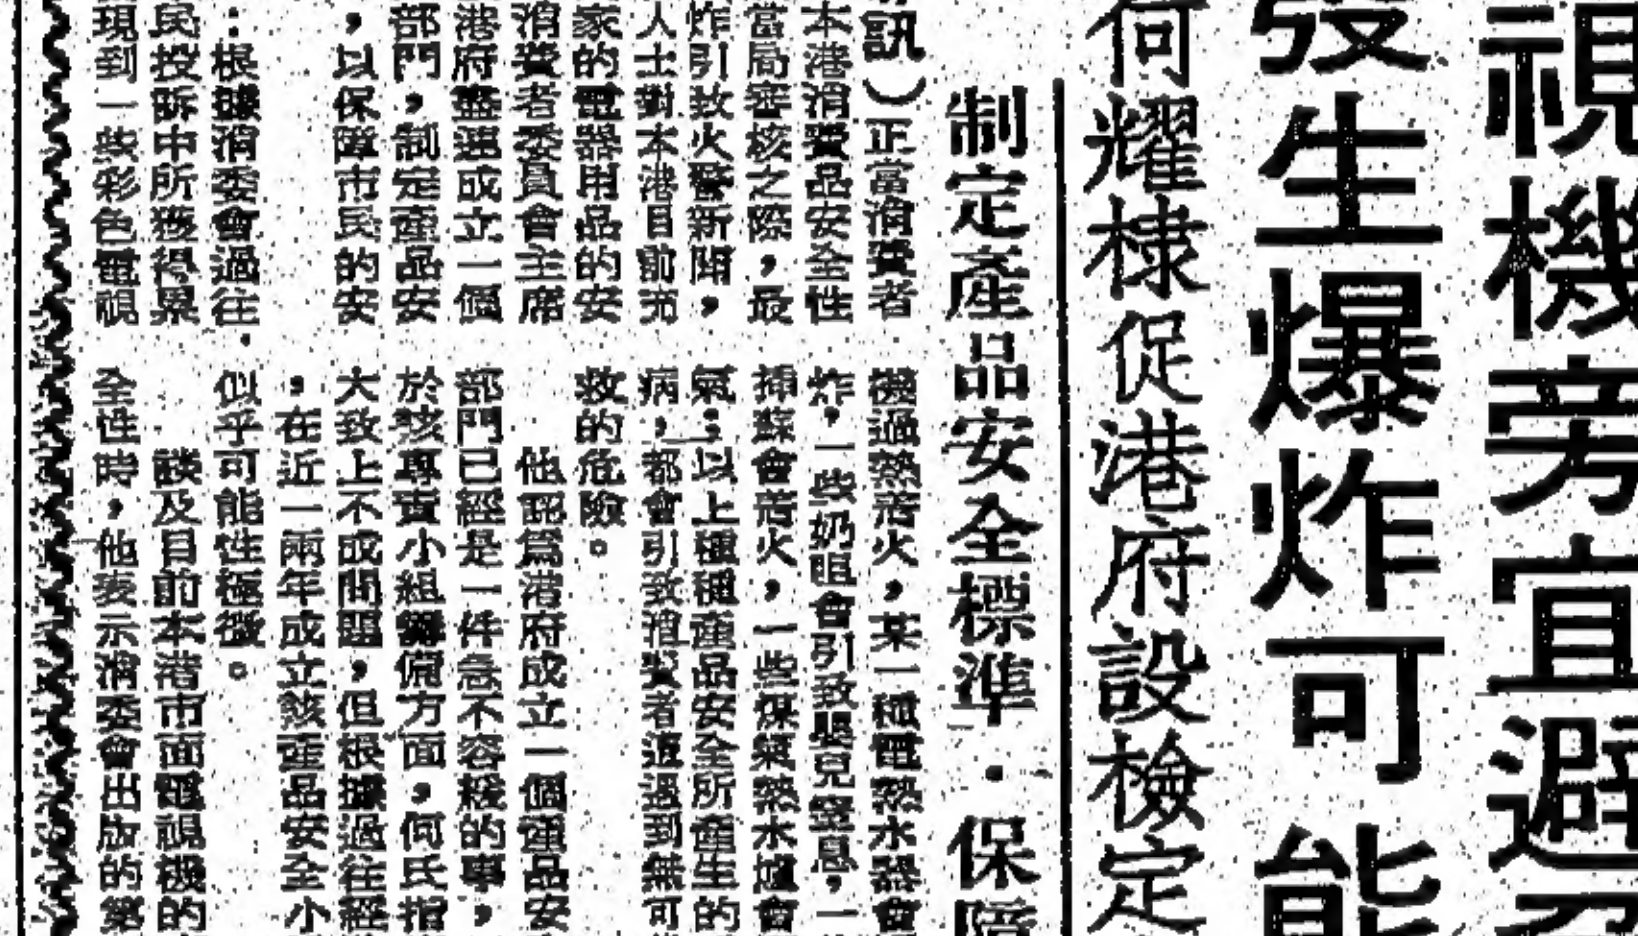 視機旁宜避
發生爆炸可能
何耀棣促港府設檢定
制定產品安全標準·保障
訊）正當消費者
本港消費品安全性
當局審核之際，最
炸引致火警新聞，
人士對本港目前市
家的電器用品的安
消費者委員會主席
港府盡速成立一個
部門，制定產品安
，以保障市民的安
：根據消委會過往
民投訴中所獲得累
現到一些彩色電視
機過熱着火，某一種電熱水器會
炸，一些奶咀會引致嬰兒窒息，一
掃蘇會着火，一些煤氣熱水爐會
氣；以上種種產品安全所產生的
病，都會引致消費者遭遇到無可
救的危險。
他認為港府成立一個產品安
部門已經是一件急不容緩的事，
於該專責小組籌備方面，何氏指
大致上不成問題，但根據過往經
，在近一兩年成立該產品安全小
似乎可能性極微。
談及目前本港市面電視機的
全性時，他表示消委會出版的第